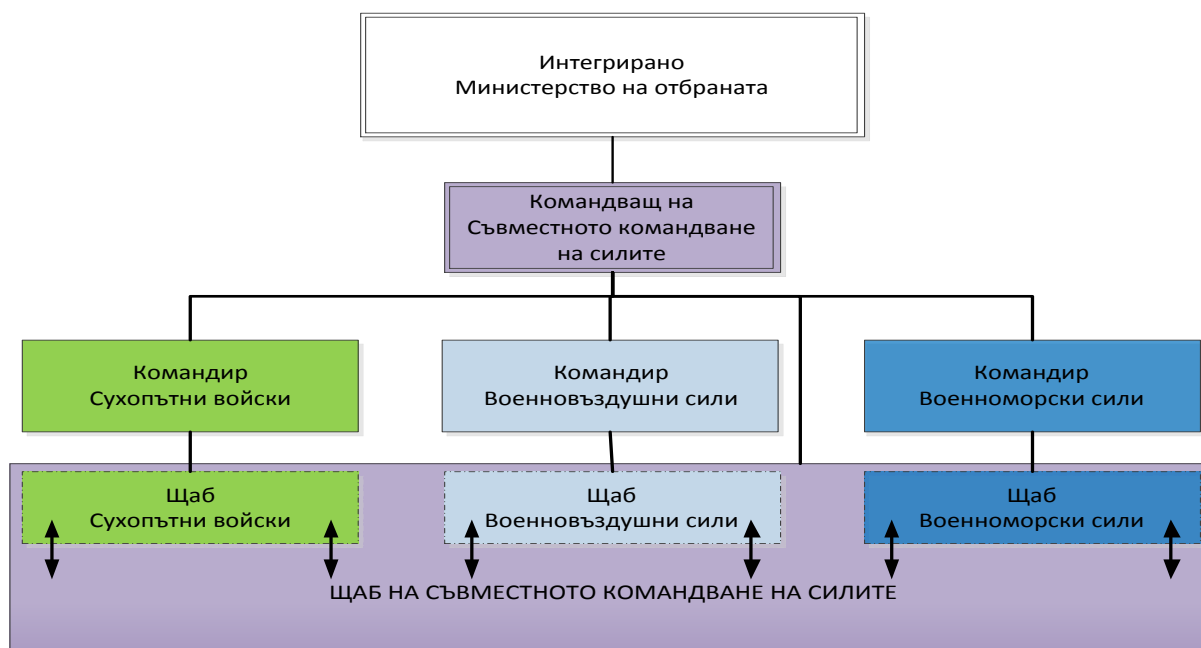 Интегрирано
Министерство на отбраната
Командващ на
Съвместното командване
на силите
Командир
Сухопътни войски
Командир
Военновъздушни сили
Командир
Военноморски сили
Щаб
Сухопътни войски
Щаб
Военновъздушни сили
Щаб
Военноморски сили
ЩАБ НА СЪВМЕСТНОТО КОМАНДВАНЕ НА СИЛИТЕ